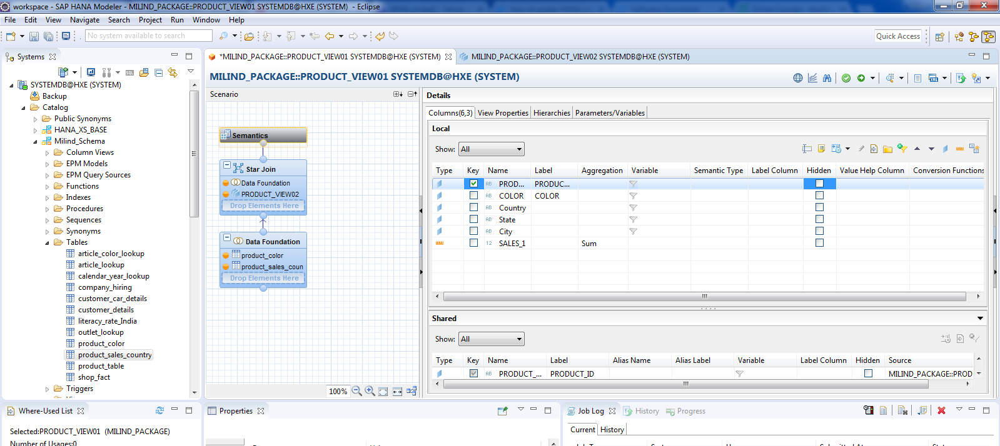 workspace - SAP HANA Modeler - MILIND_PACKAGE::PRODUCT_VIEW01 SYSTEMDB@HXE (SYSTEM) - Eclipse
File Edit View Navigate Search Project Run Window Help
No system available to search
Quick Access
Systems
SYSTEMDB@HXE (SYSTEM)
Backup
Catalog
Public Synonyms
HANA_XS_BASE
Milind_Schema
Column Views
EPM Models
EPM Query Sources
Functions
Indexes
Procedures
Sequences
Synonyms
Tables
article_color_lookup
article_lookup
calendar_year_lookup
company_hiring
customer_car_details
customer_details
literacy_rate_India
outlet_lookup
product_color
product_sales_country
product_table
shop_fact
Triggers
*MILIND_PACKAGE::PRODUCT_VIEW01 SYSTEMDB@HXE (SYSTEM)
MILIND_PACKAGE::PRODUCT_VIEW02 SYSTEMDB@HXE (SYSTEM)
MILIND_PACKAGE::PRODUCT_VIEW01 SYSTEMDB@HXE (SYSTEM)
Scenario
Semantics
Star Join
Data Foundation
PRODUCT_VIEW02
Drop Elements Here
Data Foundation
product_color
product_sales_coun
Drop Elements Here
100%
Details
Columns(6,3) View Properties Hierarchies Parameters/Variables
Local
Show: All
Type Key Name Label Aggregation Variable Semantic Type Label Column Hidden Value Help Column Conversion Functions
AB PROD... PRODUC...
AB COLOR COLOR
AB Country
AB State
AB City
12 SALES_1 Sum
Shared
Show: All
Type Key Name Label Alias Name Alias Label Variable Label Column Hidden Source
AB PRODUCT_... PRODUCT_ID MILIND_PACKAGE::PROD
Where-Used List
Selected:PRODUCT_VIEW01 (MILIND_PACKAGE)
Number of Usages:0
Properties
Job Log History Progress
Current History